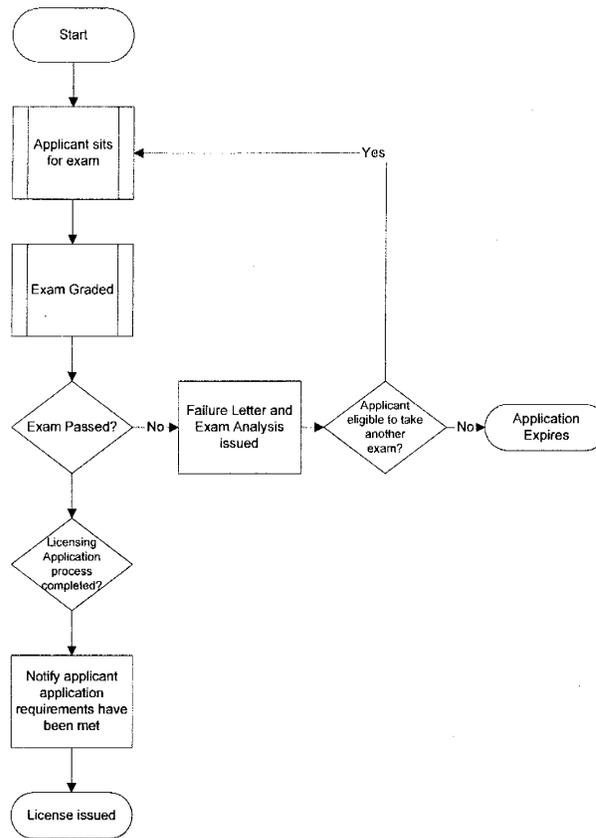 Start
Applicant sits
for exam
Yes
Exam Graded
Exam Passed?
No
Failure Letter and
Exam Analysis
issued
Applicant
eligible to take
another
exam?
No
Application
Expires
Licensing
Application
process
completed?
Notify applicant
application
requirements have
been met
License issued